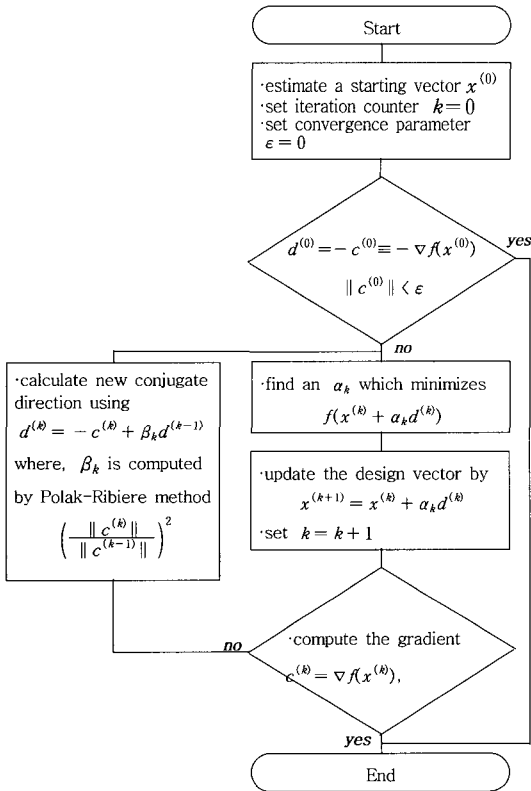 Start
·estimate a starting vector x^(0)
·set iteration counter k=0
·set convergence parameter
ε=0
d^(0)=-c^(0)≡-∇f(x^(0))
∥c^(0)∥<ε
yes
no
·calculate new conjugate
direction using
d^(k)=-c^(k)+β_k d^(k-1)
where, β_k is computed
by Polak-Ribiere method
(∥c^(k)∥/∥c^(k-1)∥)^2
·find an α_k which minimizes
f(x^(k)+α_k d^(k))
·update the design vector by
x^(k+1)=x^(k)+α_k d^(k)
·set k=k+1
no
·compute the gradient
c^(k)=∇f(x^(k)),
yes
End